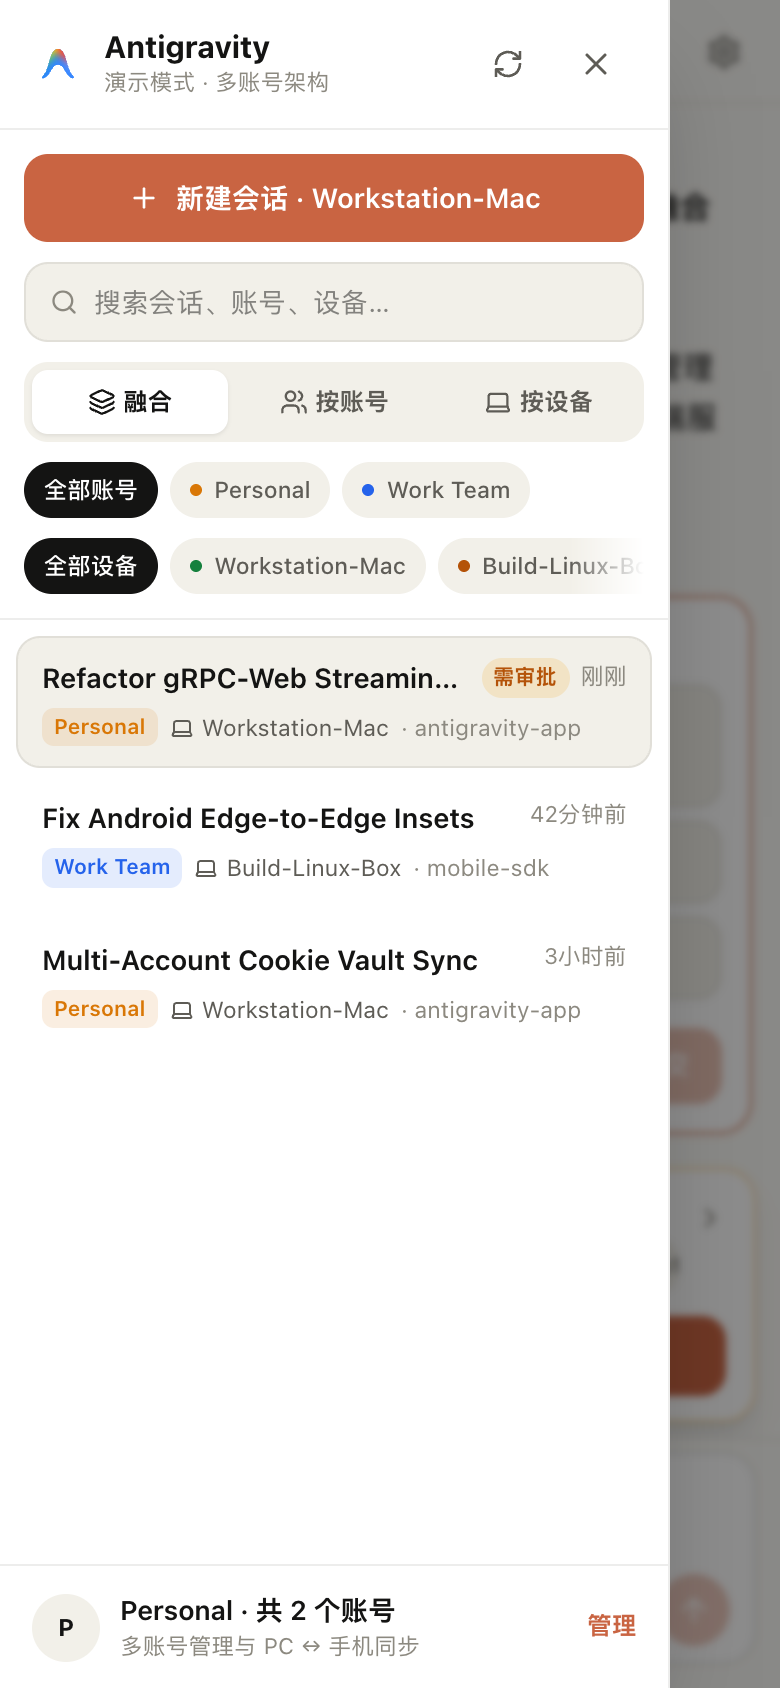 Antigravity
演示模式 · 多账号架构
新建会话 · Workstation-Mac
搜索会话、账号、设备...
融合 按账号 按设备
全部账号 Personal Work Team
全部设备 Workstation-Mac Build-Linux-Bo
Refactor gRPC-Web Streamin... 需审批 刚刚
Personal Workstation-Mac · antigravity-app
Fix Android Edge-to-Edge Insets 42分钟前
Work Team Build-Linux-Box · mobile-sdk
Multi-Account Cookie Vault Sync 3小时前
Personal Workstation-Mac · antigravity-app
P Personal · 共 2 个账号 管理
多账号管理与 PC ↔ 手机同步